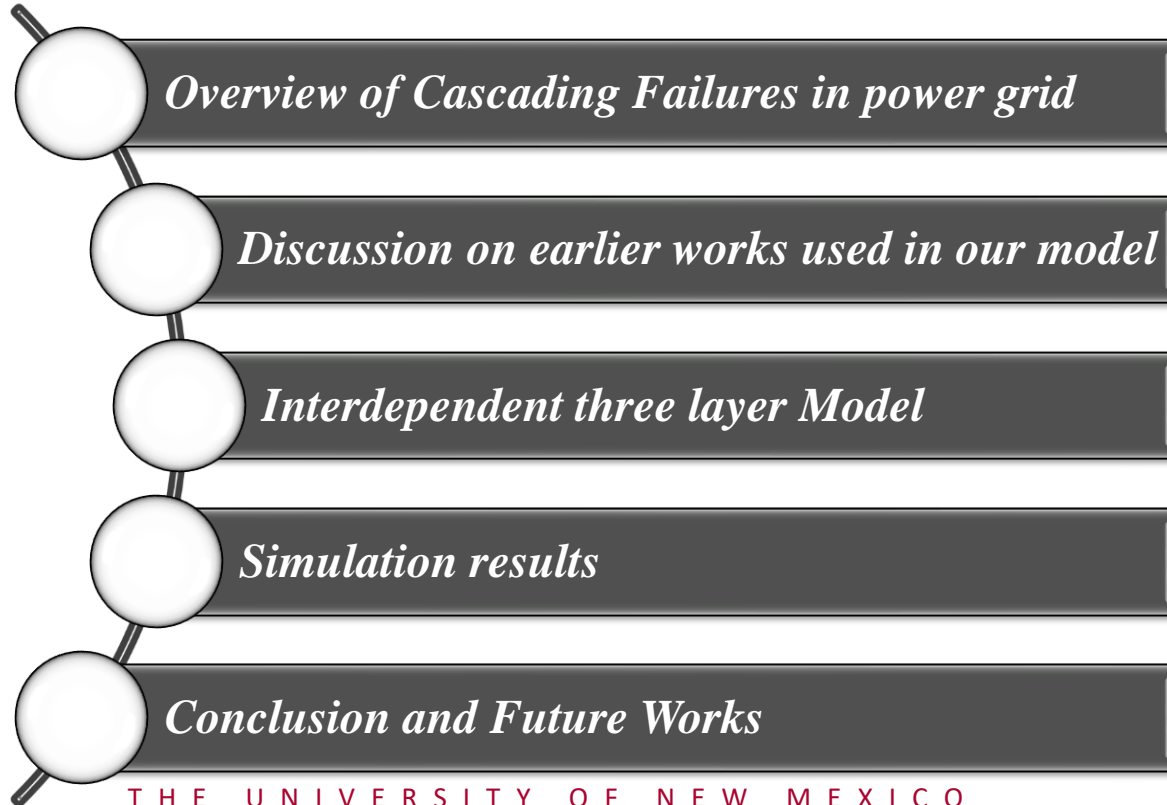 Overview of Cascading Failures in power grid
Discussion on earlier works used in our model
Interdependent three layer Model
Simulation results
Conclusion and Future Works
THE UNIVERSITY OF NEW MEXICO